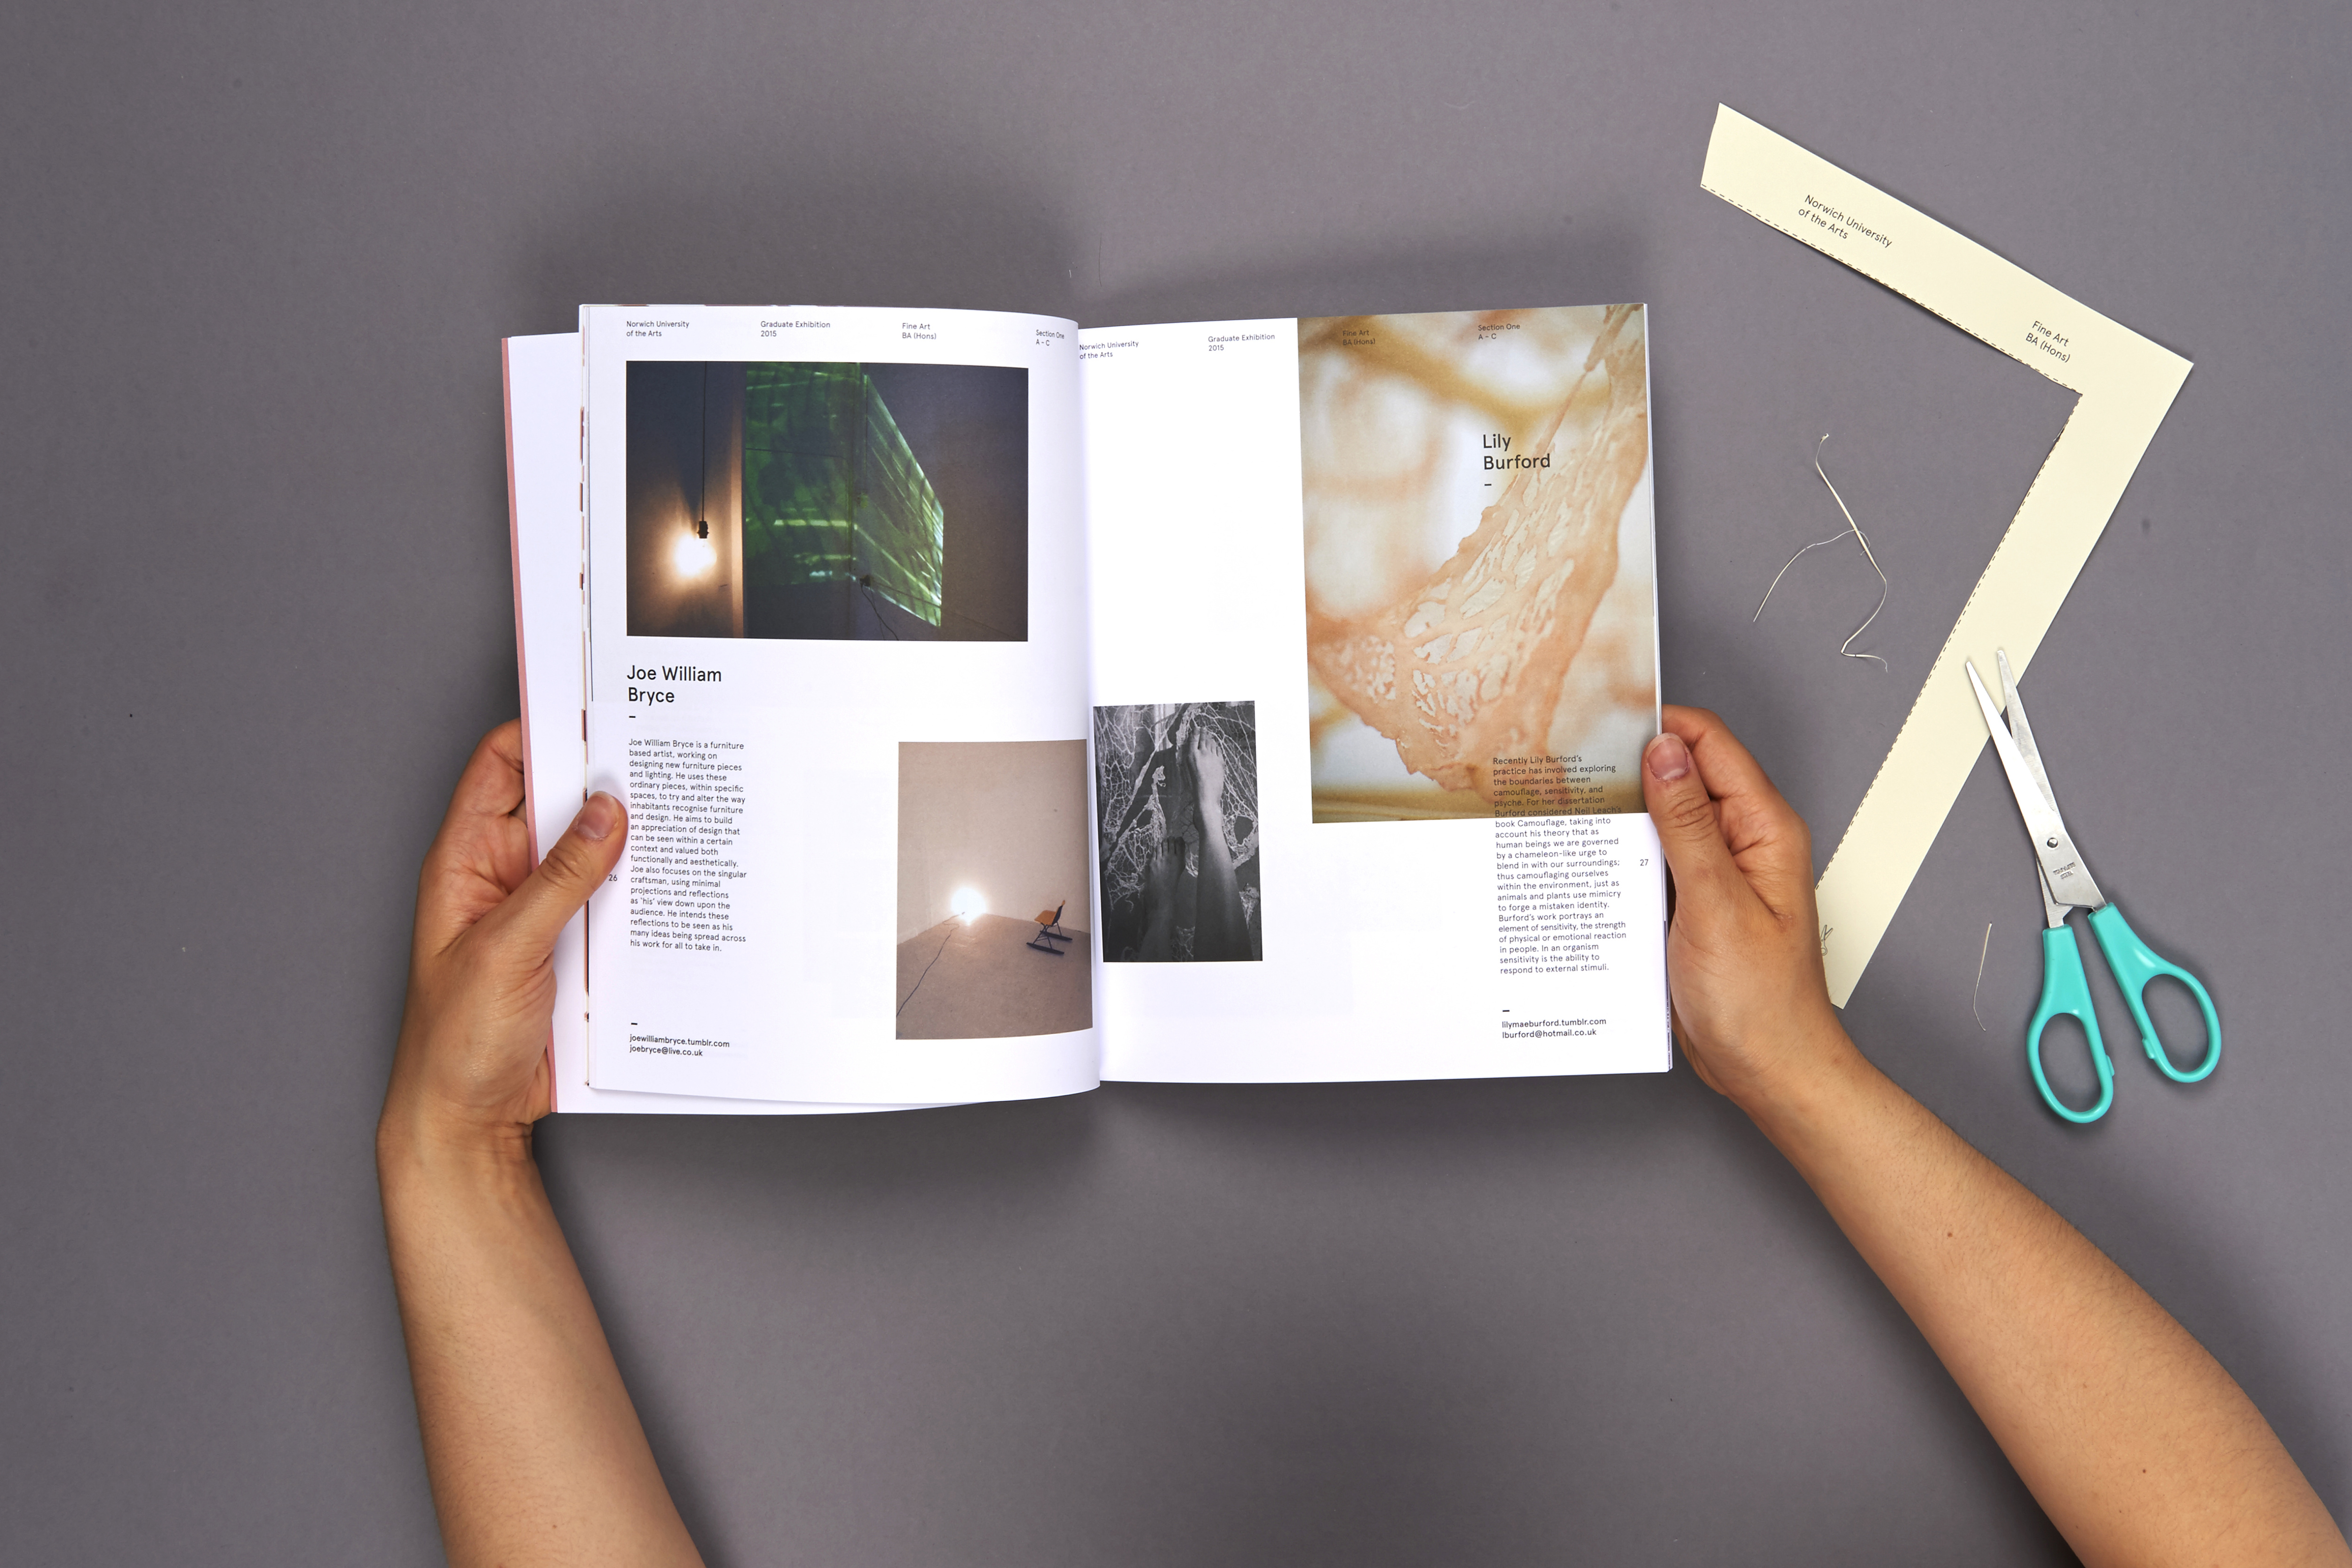 Norwich University
of the Arts
Graduate Exhibition
2015
Fine Art
BA (Hons)
Section One
A – C
Joe William
Bryce
–
Joe William Bryce is a furniture
based artist, working on
designing new furniture pieces
and lighting. He uses these
ordinary pieces, within specific
spaces, to try and alter the way
inhabitants recognise furniture
and design. He aims to build
an appreciation of design that
can be seen within a certain
context and valued both
functionally and aesthetically.
Joe also focuses on the singular
craftsman, using minimal
projections and reflections
as ‘his’ view down upon the
audience. He intends these
reflections to be seen as his
many ideas being spread across
his work for all to take in.
26
–
joewilliambryce.tumblr.com
joebryce@live.co.uk
Norwich University
of the Arts
Graduate Exhibition
2015
Fine Art
BA (Hons)
Section One
A – C
Lily
Burford
–
Recently Lily Burford’s
practice has involved exploring
the boundaries between
camouflage, sensitivity, and
psyche. For her dissertation
Burford considered Neil Leach’s
book Camouflage, taking into
account his theory that as
human beings we are governed
by a chameleon-like urge to
blend in with our surroundings;
thus camouflaging ourselves
within the environment, just as
animals and plants use mimicry
to forge a mistaken identity.
Burford’s work portrays an
element of sensitivity, the strength
of physical or emotional reaction
in people. In an organism
sensitivity is the ability to
respond to external stimuli.
27
–
lilymaeburford.tumblr.com
lburford@hotmail.co.uk
Norwich University
of the Arts
Fine Art
BA (Hons)